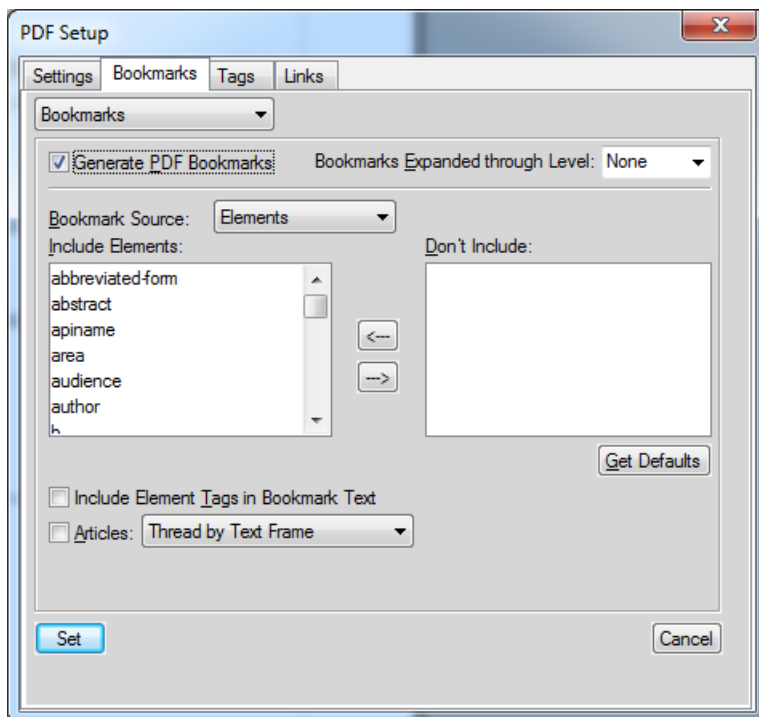 PDF Setup
Settings Bookmarks Tags Links
Bookmarks
Generate PDF Bookmarks Bookmarks Expanded through Level: None
Bookmark Source: Elements
Include Elements: Don't Include:
abbreviated-form
abstract
apiname
area
<---
audience
--->
author
b
Get Defaults
Include Element Tags in Bookmark Text
Articles: Thread by Text Frame
Set Cancel